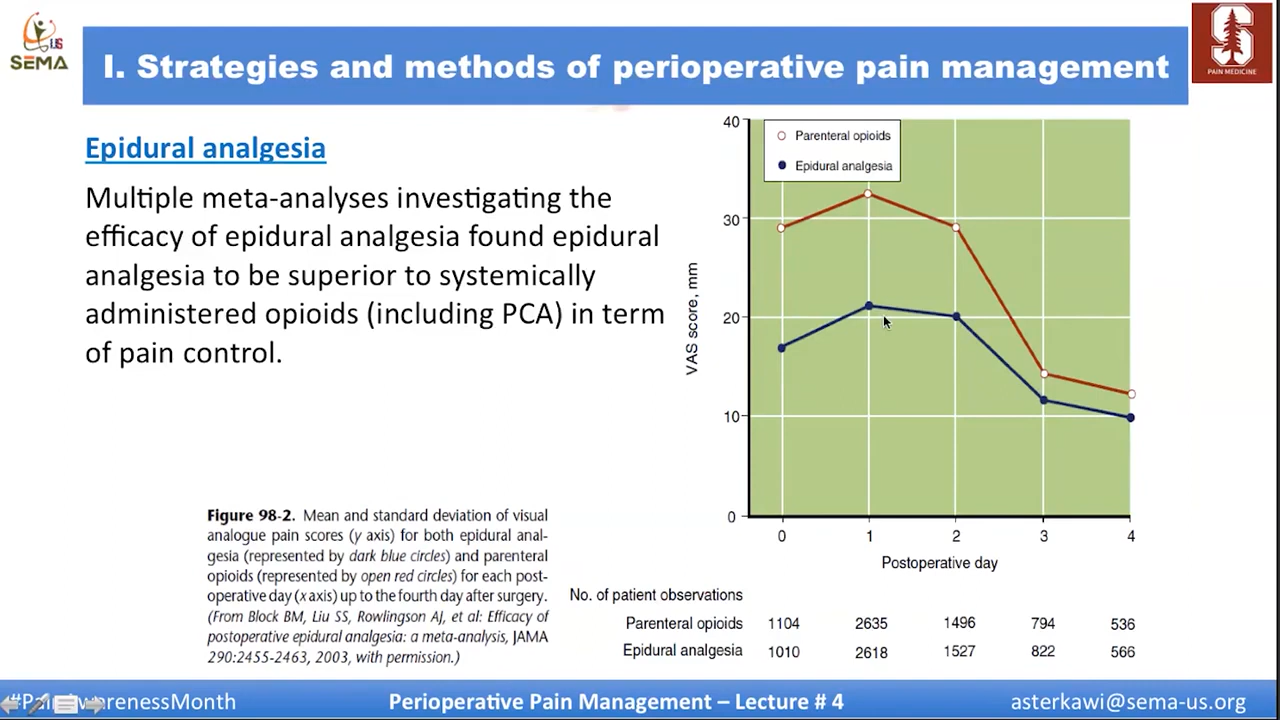 US
SEMA
I. Strategies and methods of perioperative pain management
S
PAIN MEDICINE
Epidural analgesia
Multiple meta-analyses investigating the
efficacy of epidural analgesia found epidural
analgesia to be superior to systemically
administered opioids (including PCA) in term
of pain control.
Parenteral opioids
Epidural analgesia
40
30
20
10
0
VAS score, mm
0 1 2 3 4
Postoperative day
Figure 98-2. Mean and standard deviation of visual
analogue pain scores (y axis) for both epidural anal-
gesia (represented by dark blue circles) and parenteral
opioids (represented by open red circles) for each post-
operative day (x axis) up to the fourth day after surgery.
(From Block BM, Liu SS, Rowlingson AJ, et al: Efficacy of
postoperative epidural analgesia: a meta-analysis, JAMA
290:2455-2463, 2003, with permission.)
No. of patient observations
Parenteral opioids 1104 2635 1496 794 536
Epidural analgesia 1010 2618 1527 822 566
#PainAwarenessMonth
Perioperative Pain Management – Lecture # 4
asterkawi@sema-us.org